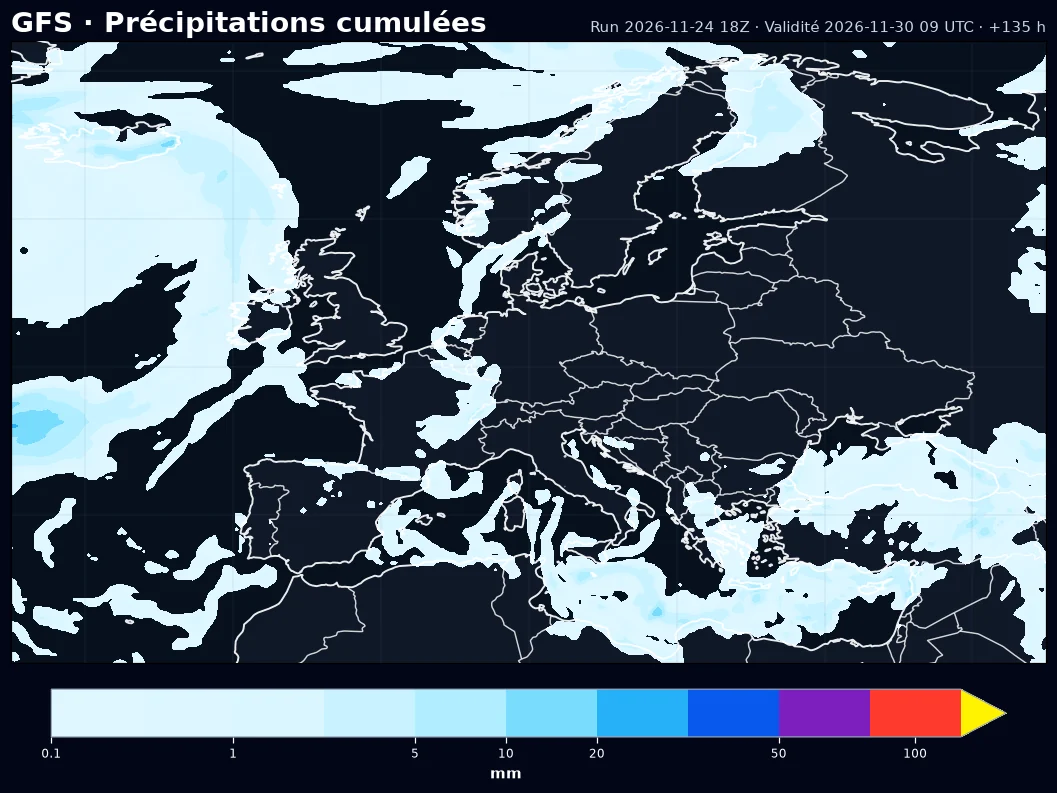 GFS · Précipitations cumulées
Run 2026-11-24 18Z · Validité 2026-11-30 09 UTC · +135 h
0.1 1 5 10 20 50 100
mm